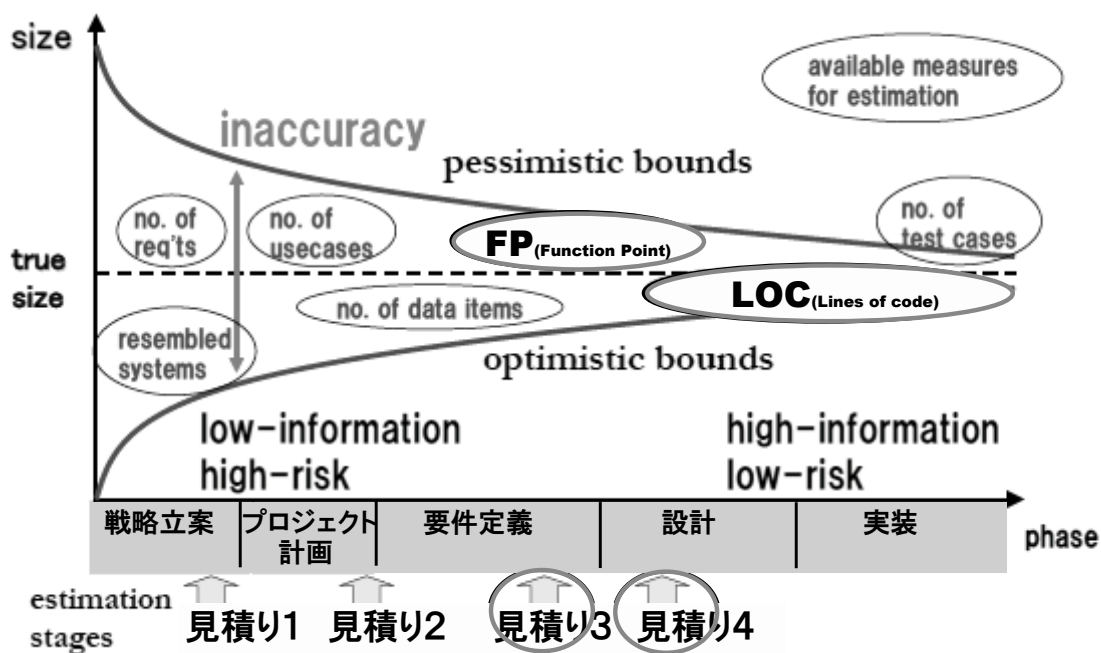 size
available measures
for estimation
inaccuracy
pessimistic bounds
no. of
req'ts
no. of
usecases
FP(Function Point)
no. of
test cases
true
size
no. of data items
LOC(Lines of code)
resembled
systems
optimistic bounds
low-information
high-risk
high-information
low-risk
戦略立案
プロジェクト
計画
要件定義
設計
実装
phase
estimation
stages
見積り1
見積り2
見積り3
見積り4